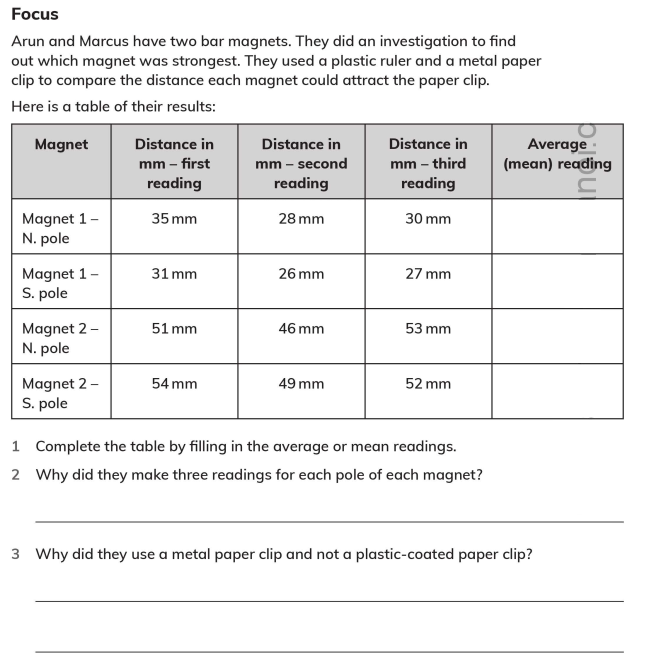 Focus
Arun and Marcus have two bar magnets. They did an investigation to find
out which magnet was strongest. They used a plastic ruler and a metal paper
clip to compare the distance each magnet could attract the paper clip.
Here is a table of their results:
Magnet
Distance in
mm – first
reading
Distance in
mm – second
reading
Distance in
mm – third
reading
Average
(mean) reading
Magnet 1 –
N. pole
35 mm
28 mm
30 mm
Magnet 1 –
S. pole
31 mm
26 mm
27 mm
Magnet 2 –
N. pole
51 mm
46 mm
53 mm
Magnet 2 –
S. pole
54 mm
49 mm
52 mm
1 Complete the table by filling in the average or mean readings.
2 Why did they make three readings for each pole of each magnet?
3 Why did they use a metal paper clip and not a plastic-coated paper clip?